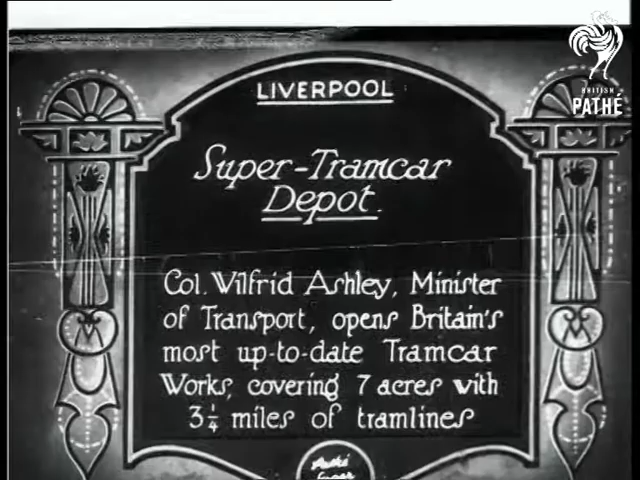 BRITISH
PATHÉ
LIVERPOOL
Super-Tramcar
Depot.
Col. Wilfrid Ashley, Minister
of Transport, opens Britain's
most up-to-date Tramcar
Works, covering 7 acres with
3¼ miles of tramlines
Pathé